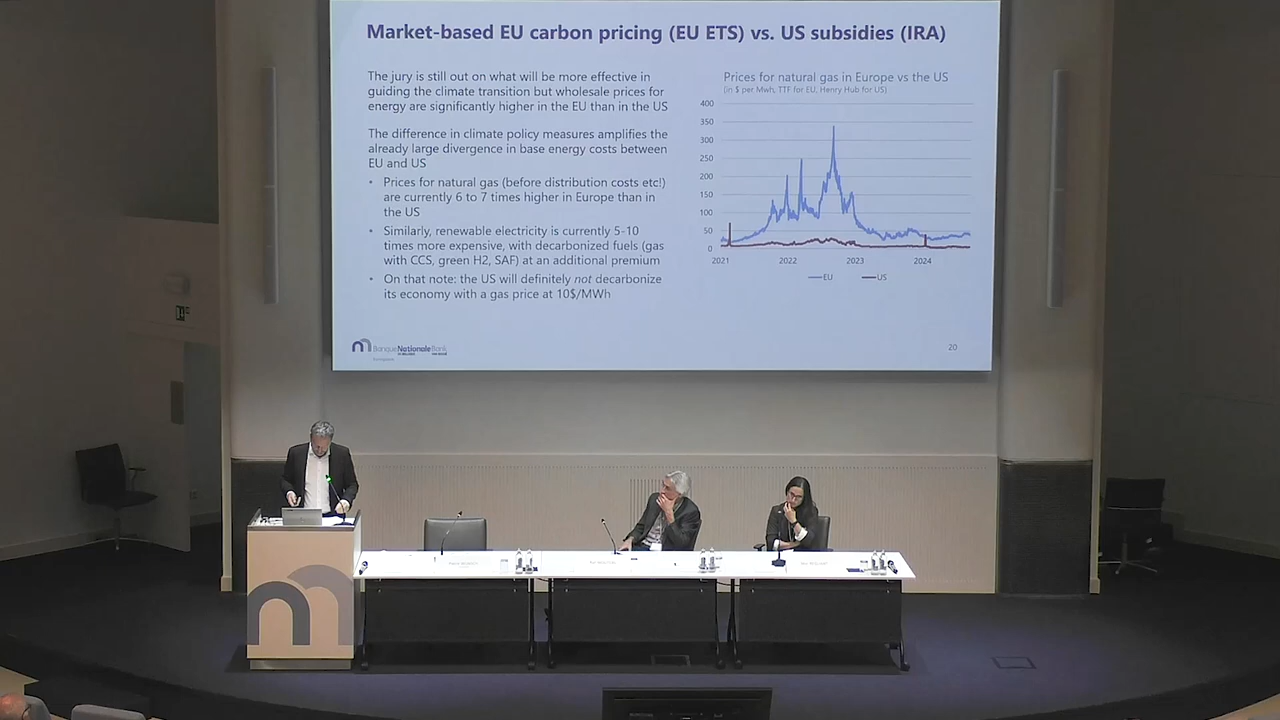 Market-based EU carbon pricing (EU ETS) vs. US subsidies (IRA)
The jury is still out on what will be more effective in
guiding the climate transition but wholesale prices for
energy are significantly higher in the EU than in the US
The difference in climate policy measures amplifies the
already large divergence in base energy costs between
EU and US
• Prices for natural gas (before distribution costs etc!)
are currently 6 to 7 times higher in Europe than in
the US
• Similarly, renewable electricity is currently 5-10
times more expensive, with decarbonized fuels (gas
with CCS, green H2, SAF) at an additional premium
• On that note: the US will definitely not decarbonize
its economy with a gas price at 10$/MWh
Prices for natural gas in Europe vs the US
(in $ per Mwh, TTF for EU, Henry Hub for US)
400
350
300
250
200
150
100
50
0
2021 2022 2023 2024
EU US
BanqueNationaleBank
20